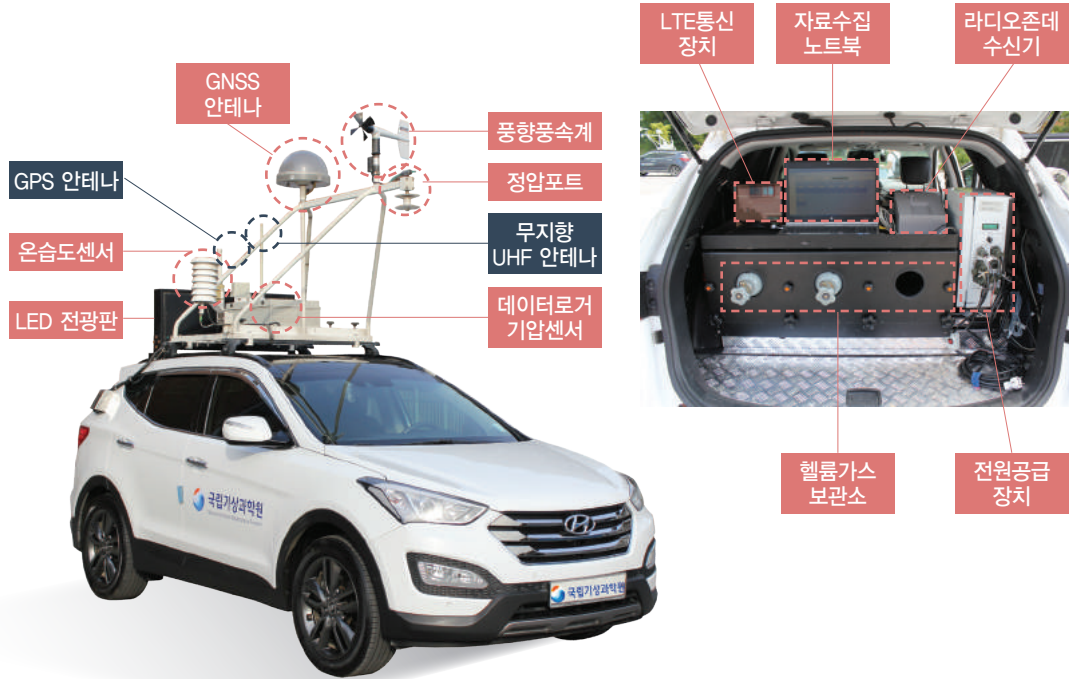 GNSS
안테나
풍향풍속계
GPS 안테나
정압포트
온습도센서
무지향
UHF 안테나
LED 전광판
데이터로거
기압센서
국립기상과학원
국립기상과학원
LTE통신
장치
자료수집
노트북
라디오존데
수신기
헬륨가스
보관소
전원공급
장치